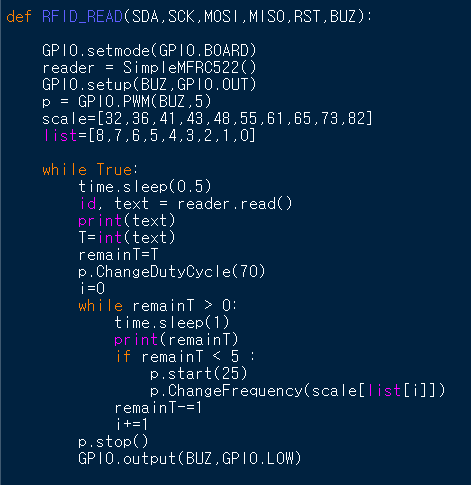 def RFID_READ(SDA,SCK,MOSI,MISO,RST,BUZ):
GPIO.setmode(GPIO.BOARD)
reader = SimpleMFRC522()
GPIO.setup(BUZ,GPIO.OUT)
p = GPIO.PWM(BUZ,5)
scale=[32,36,41,43,48,55,61,65,73,82]
list=[8,7,6,5,4,3,2,1,0]
while True:
time.sleep(0.5)
id, text = reader.read()
print(text)
T=int(text)
remainT=T
p.ChangeDutyCycle(70)
i=0
while remainT > 0:
time.sleep(1)
print(remainT)
if remainT < 5 :
p.start(25)
p.ChangeFrequency(scale[list[i]])
remainT-=1
i+=1
p.stop()
GPIO.output(BUZ,GPIO.LOW)